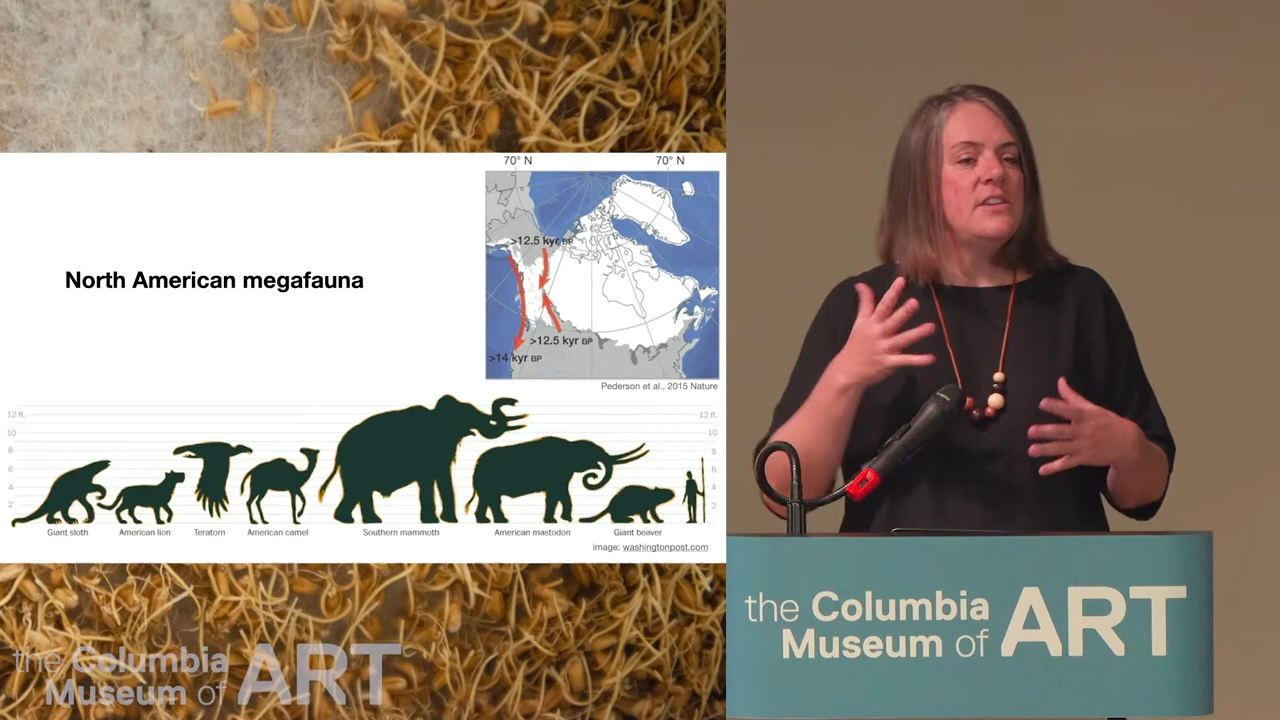 70° N 70° N
>12.5 kyr BP
North American megafauna
>12.5 kyr BP
>14 kyr BP
Pederson et al., 2015 Nature
12 ft. 12 ft.
10 10
8 8
6 6
4 4
2 2
Giant sloth American lion Teratorn American camel Southern mammoth American mastodon Giant beaver
image: washingtonpost.com
the Columbia
Museum of ART
the Columbia
Museum of ART